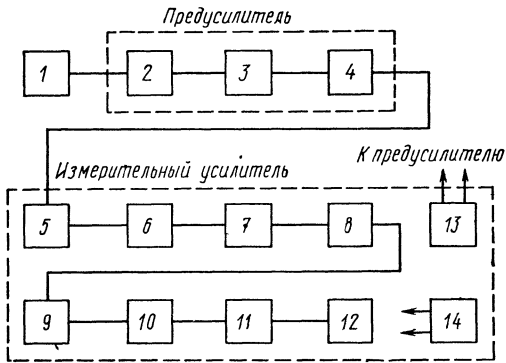 Предусилитель
1 2 3 4
К предусилителю
Измерительный усилитель
5 6 7 8 13
9 10 11 12 14